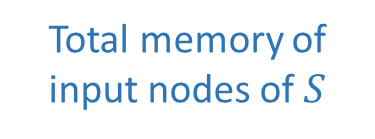 Total memory of
input nodes of S